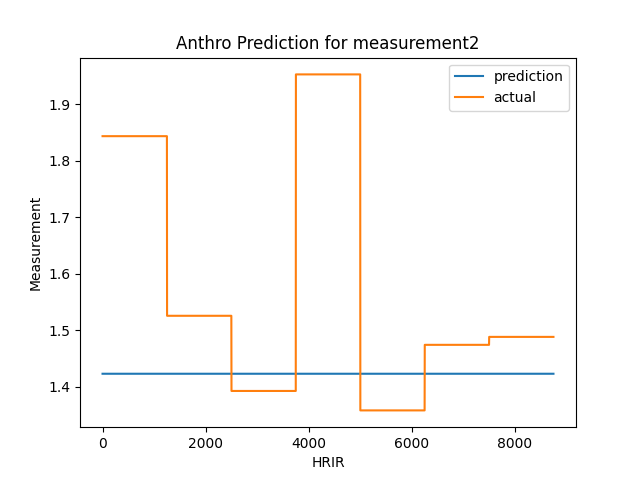 Anthro Prediction for measurement2
prediction
actual
Measurement
1.9
1.8
1.7
1.6
1.5
1.4
0 2000 4000 6000 8000
HRIR